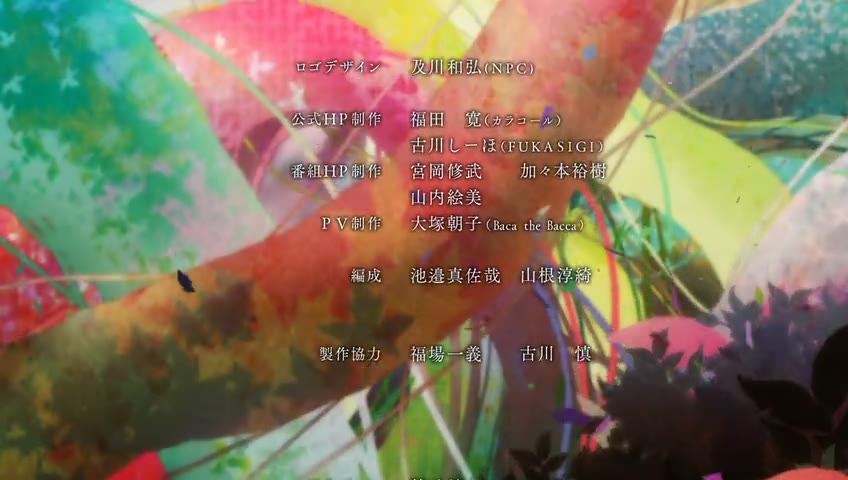 ロゴデザイン 及川和弘(NPC)
公式HP制作 福田 寛(カラコール)
古川しーほ(FUKASIGI)
番組HP制作 宮岡修武 加々本裕樹
山内絵美
PV制作 大塚朝子(Baca the Bacca)
編成 池邉真佐哉 山根淳綺
製作協力 福場一義 古川 慎